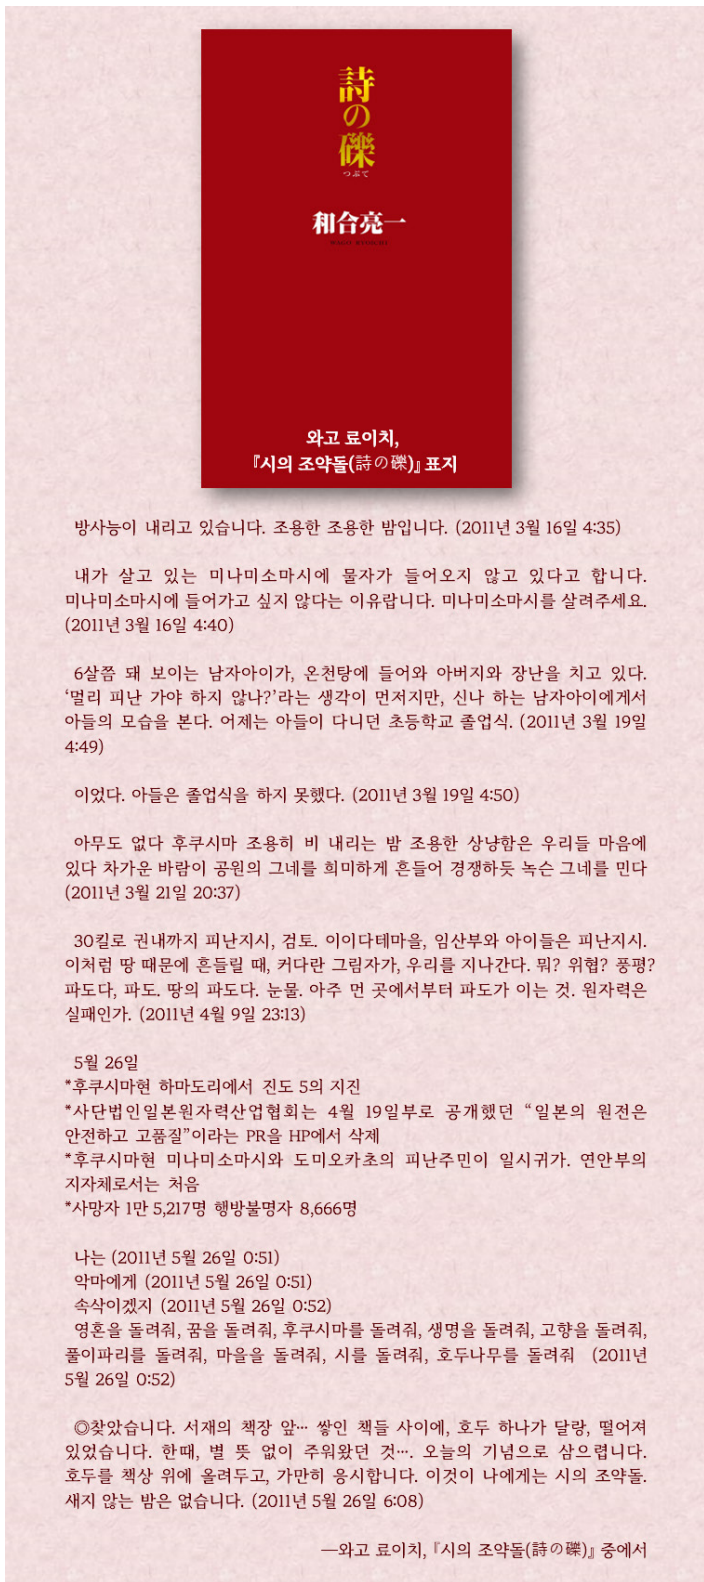 詩の礫
つぶて
和合亮一
WAGO RYOICHI
와고 료이치,
『시의 조약돌(詩の礫)』 표지
방사능이 내리고 있습니다. 조용한 조용한 밤입니다. (2011년 3월 16일 4:35)
내가 살고 있는 미나미소마시에 물자가 들어오지 않고 있다고 합니다.
미나미소마시에 들어가고 싶지 않다는 이유랍니다. 미나미소마시를 살려주세요.
(2011년 3월 16일 4:40)
6살쯤 돼 보이는 남자아이가, 온천탕에 들어와 아버지와 장난을 치고 있다.
‘멀리 피난 가야 하지 않나?’라는 생각이 먼저지만, 신나 하는 남자아이에게서
아들의 모습을 본다. 어제는 아들이 다니던 초등학교 졸업식. (2011년 3월 19일
4:49)
이었다. 아들은 졸업식을 하지 못했다. (2011년 3월 19일 4:50)
아무도 없다 후쿠시마 조용히 비 내리는 밤 조용한 상냥함은 우리들 마음에
있다 차가운 바람이 공원의 그네를 희미하게 흔들어 경쟁하듯 녹슨 그네를 민다
(2011년 3월 21일 20:37)
30킬로 권내까지 피난지시, 검토. 이이다테마을, 임산부와 아이들은 피난지시.
이처럼 땅 때문에 흔들릴 때, 커다란 그림자가, 우리를 지나간다. 뭐? 위협? 풍평?
파도다, 파도. 땅의 파도다. 눈물. 아주 먼 곳에서부터 파도가 이는 것. 원자력은
실패인가. (2011년 4월 9일 23:13)
5월 26일
*후쿠시마현 하마도리에서 진도 5의 지진
*사단법인일본원자력산업협회는 4월 19일부로 공개했던 “일본의 원전은
안전하고 고품질”이라는 PR을 HP에서 삭제
*후쿠시마현 미나미소마시와 도미오카초의 피난주민이 일시귀가. 연안부의
지자체로서는 처음
*사망자 1만 5,217명 행방불명자 8,666명
나는 (2011년 5월 26일 0:51)
악마에게 (2011년 5월 26일 0:51)
속삭이겠지 (2011년 5월 26일 0:52)
영혼을 돌려줘, 꿈을 돌려줘, 후쿠시마를 돌려줘, 생명을 돌려줘, 고향을 돌려줘,
풀이파리를 돌려줘, 마을을 돌려줘, 시를 돌려줘, 호두나무를 돌려줘 (2011년
5월 26일 0:52)
◎찾았습니다. 서재의 책장 앞… 쌓인 책들 사이에, 호두 하나가 달랑, 떨어져
있었습니다. 한때, 별 뜻 없이 주워왔던 것…. 오늘의 기념으로 삼으렵니다.
호두를 책상 위에 올려두고, 가만히 응시합니다. 이것이 나에게는 시의 조약돌.
새지 않는 밤은 없습니다. (2011년 5월 26일 6:08)
―와고 료이치, 『시의 조약돌(詩の礫)』 중에서